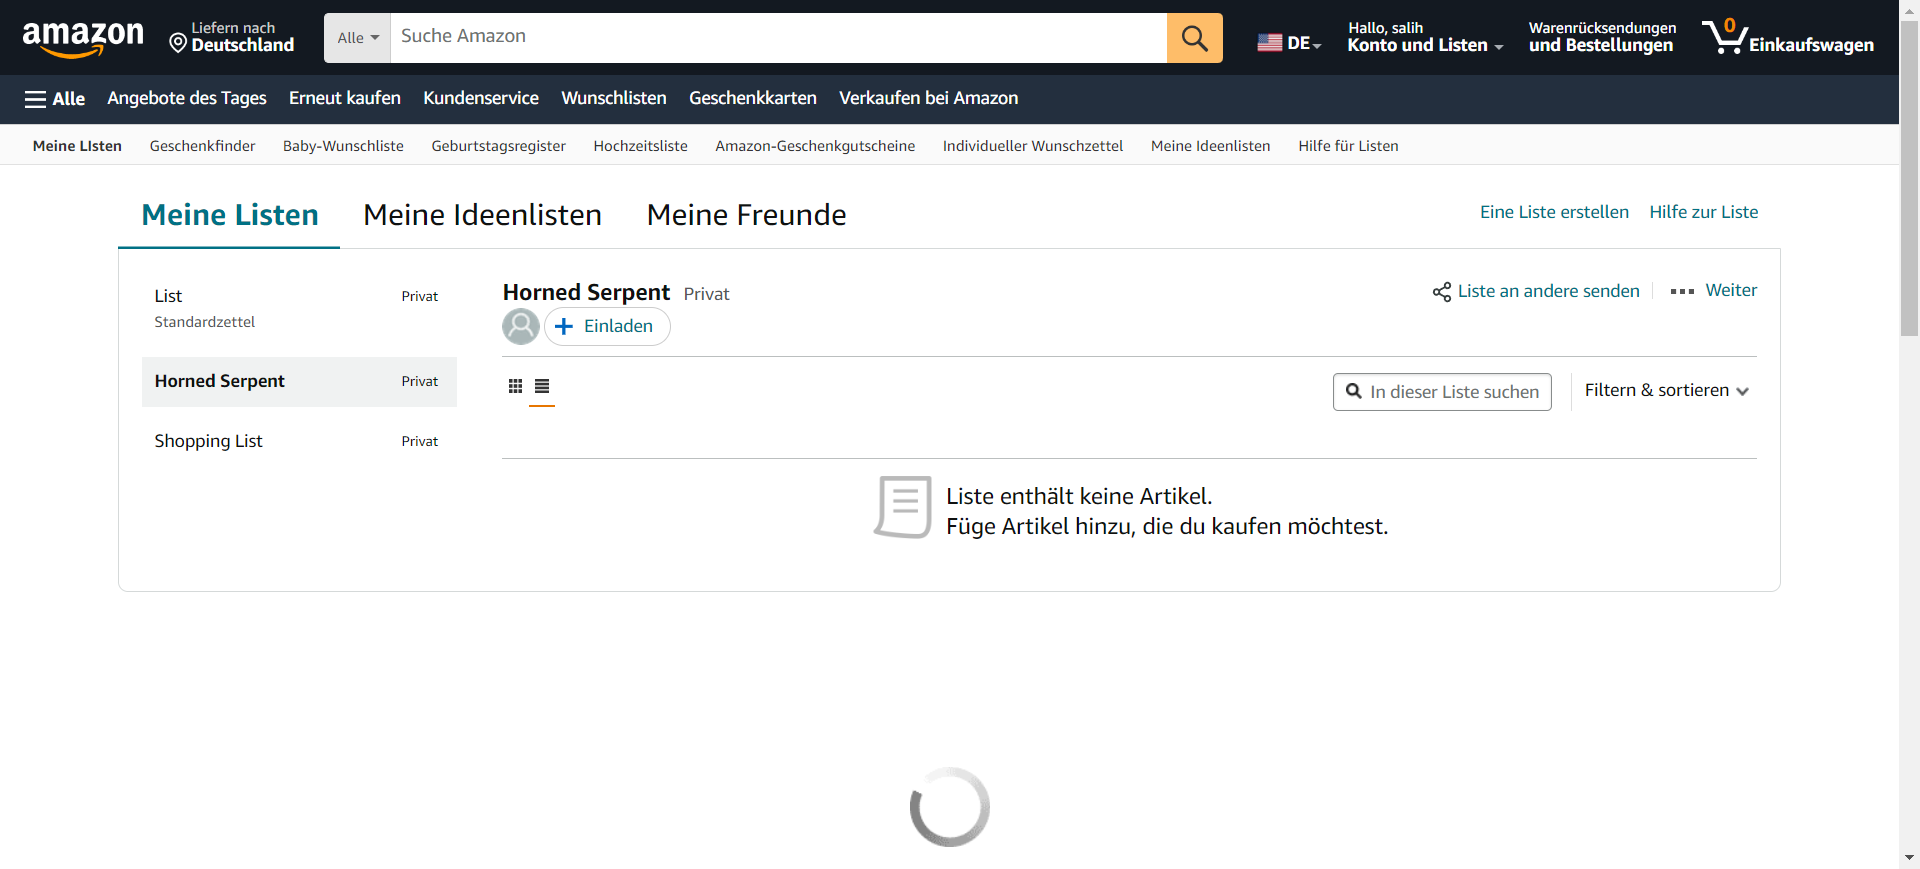 amazon
Liefern nach
Deutschland
Alle
Suche Amazon
DE
Hallo, salih
Konto und Listen
Warenrücksendungen
und Bestellungen
0
Einkaufswagen
Alle
Angebote des Tages
Erneut kaufen
Kundenservice
Wunschlisten
Geschenkkarten
Verkaufen bei Amazon
Meine LIsten
Geschenkfinder
Baby-Wunschliste
Geburtstagsregister
Hochzeitsliste
Amazon-Geschenkgutscheine
Individueller Wunschzettel
Meine Ideenlisten
Hilfe für Listen
Meine Listen
Meine Ideenlisten
Meine Freunde
Eine Liste erstellen
Hilfe zur Liste
List
Privat
Standardzettel
Horned Serpent
Privat
Shopping List
Privat
Horned Serpent
Privat
Liste an andere senden
Weiter
Einladen
In dieser Liste suchen
Filtern & sortieren
Liste enthält keine Artikel.
Füge Artikel hinzu, die du kaufen möchtest.